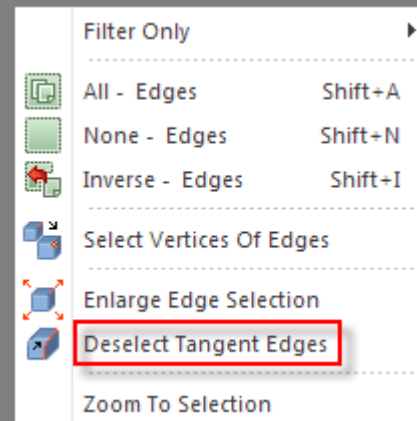 Filter Only
All - Edges Shift+A
None - Edges Shift+N
Inverse - Edges Shift+I
Select Vertices Of Edges
Enlarge Edge Selection
Deselect Tangent Edges
Zoom To Selection